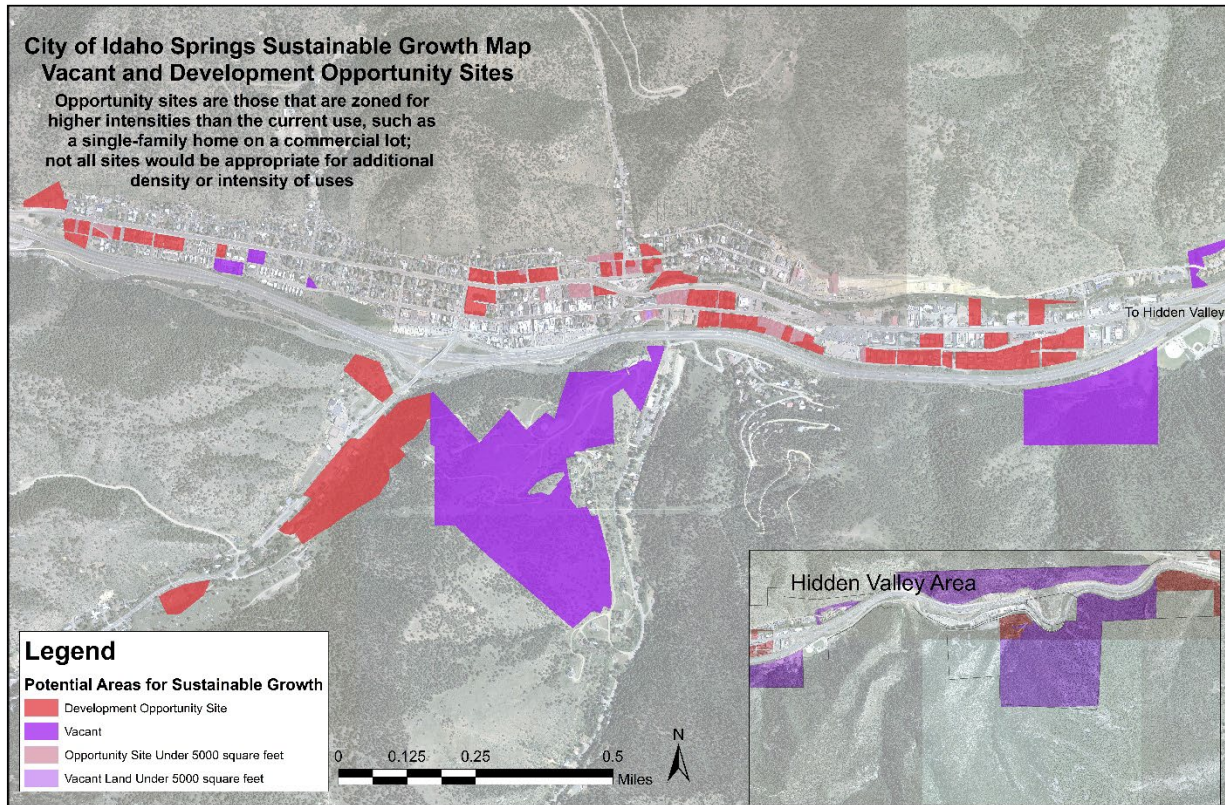 City of Idaho Springs Sustainable Growth Map
Vacant and Development Opportunity Sites
Opportunity sites are those that are zoned for
higher intensities than the current use, such as
a single-family home on a commercial lot;
not all sites would be appropriate for additional
density or intensity of uses
To Hidden Valley
Hidden Valley Area
Legend
Potential Areas for Sustainable Growth
Development Opportunity Site
Vacant
Opportunity Site Under 5000 square feet
Vacant Land Under 5000 square feet
0 0.125 0.25 0.5
Miles
N